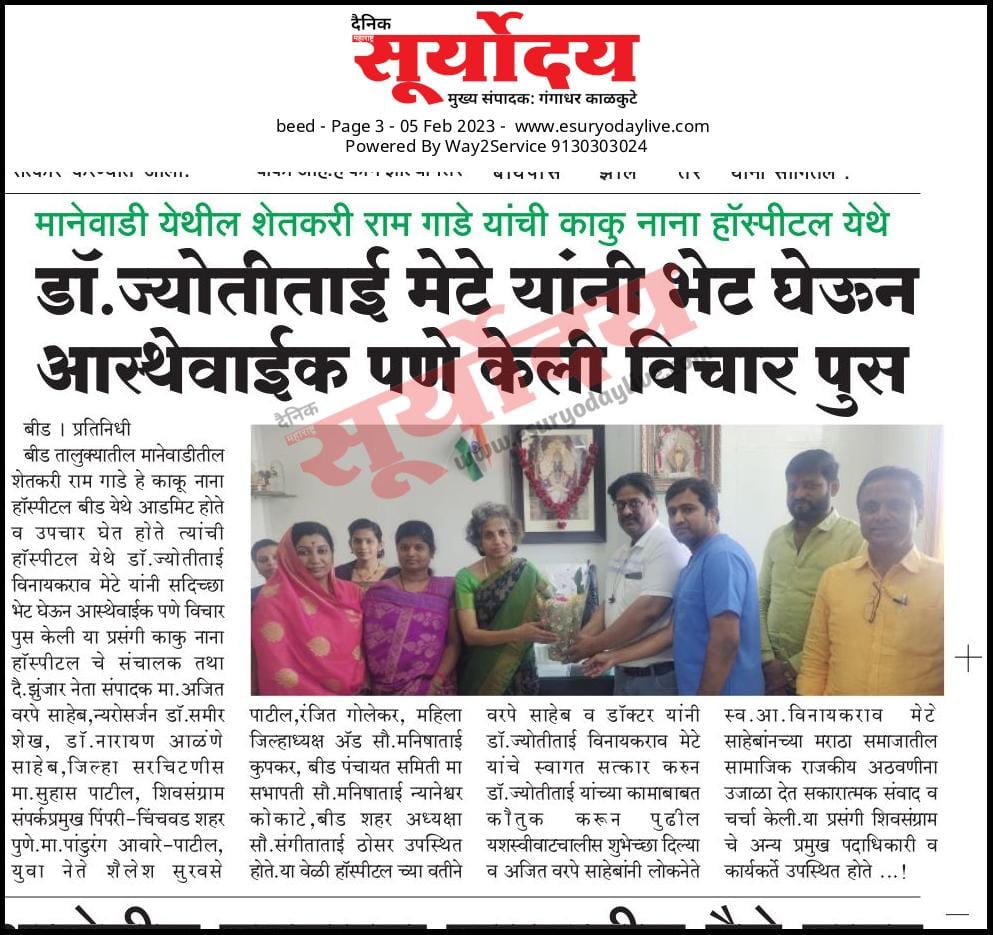 दैनिक
महाराष्ट्र
सूर्योदय
मुख्य संपादक: गंगाधर काळकुटे
beed - Page 3 - 05 Feb 2023 - www.esuryodaylive.com
Powered By Way2Service 9130303024
मानेवाडी येथील शेतकरी राम गाडे यांची काकु नाना हॉस्पीटल येथे
डॉ.ज्योतीताई मेटे यांनी भेट घेऊन
आस्थेवाईक पणे केली विचार पुस
दैनिक
महाराष्ट्र
सूर्योदय
www.esuryodaylive.com
बीड । प्रतिनिधी
बीड तालुक्यातील मानेवाडीतील
शेतकरी राम गाडे हे काकू नाना
हॉस्पीटल बीड येथे आडमिट होते
व उपचार घेत होते त्यांची
हॉस्पीटल येथे डॉ.ज्योतीताई
विनायकराव मेटे यांनी सदिच्छा
भेट घेऊन आस्थेवाईक पणे विचार
पुस केली या प्रसंगी काकु नाना
हॉस्पीटल चे संचालक तथा
दै.झुंजार नेता संपादक मा.अजित
वरपे साहेब,न्यरोसर्जन डॉ.समीर
शेख, डॉ.नारायण आळंणे
साहेब,जिल्हा सरचिटणीस
मा.सुहास पाटील, शिवसंग्राम
संपर्कप्रमुख पिंपरी-चिंचवड शहर
पुणे.मा.पांडुरंग आवारे-पाटील,
युवा नेते शैलेश सुरवसे
पाटील,रंजित गोलेकर, महिला
जिल्हाध्यक्ष अॅड सौ.मनिषाताई
कुपकर, बीड पंचायत समिती मा
सभापती सौ.मनिषाताई न्यानेश्वर
कोकाटे,बीड शहर अध्यक्षा
सौ.संगीताताई ठोसर उपस्थित
होते.या वेळी हॉस्पीटल च्या वतीने
वरपे साहेब व डॉक्टर यांनी
डॉ.ज्योतीताई विनायकराव मेटे
यांचे स्वागत सत्कार करुन
डॉ.ज्योतीताई यांच्या कामाबाबत
कौतुक करून पुढील
यशस्वीवाटचालीस शुभेच्छा दिल्या
व अजित वरपे साहेबांनी लोकनेते
स्व.आ.विनायकराव मेटे
साहेबांनच्या मराठा समाजातील
सामाजिक राजकीय अठवणीना
उजाळा देत सकारात्मक संवाद व
चर्चा केली.या प्रसंगी शिवसंग्राम
चे अन्य प्रमुख पदाधिकारी व
कार्यकर्ते उपस्थित होते ...!